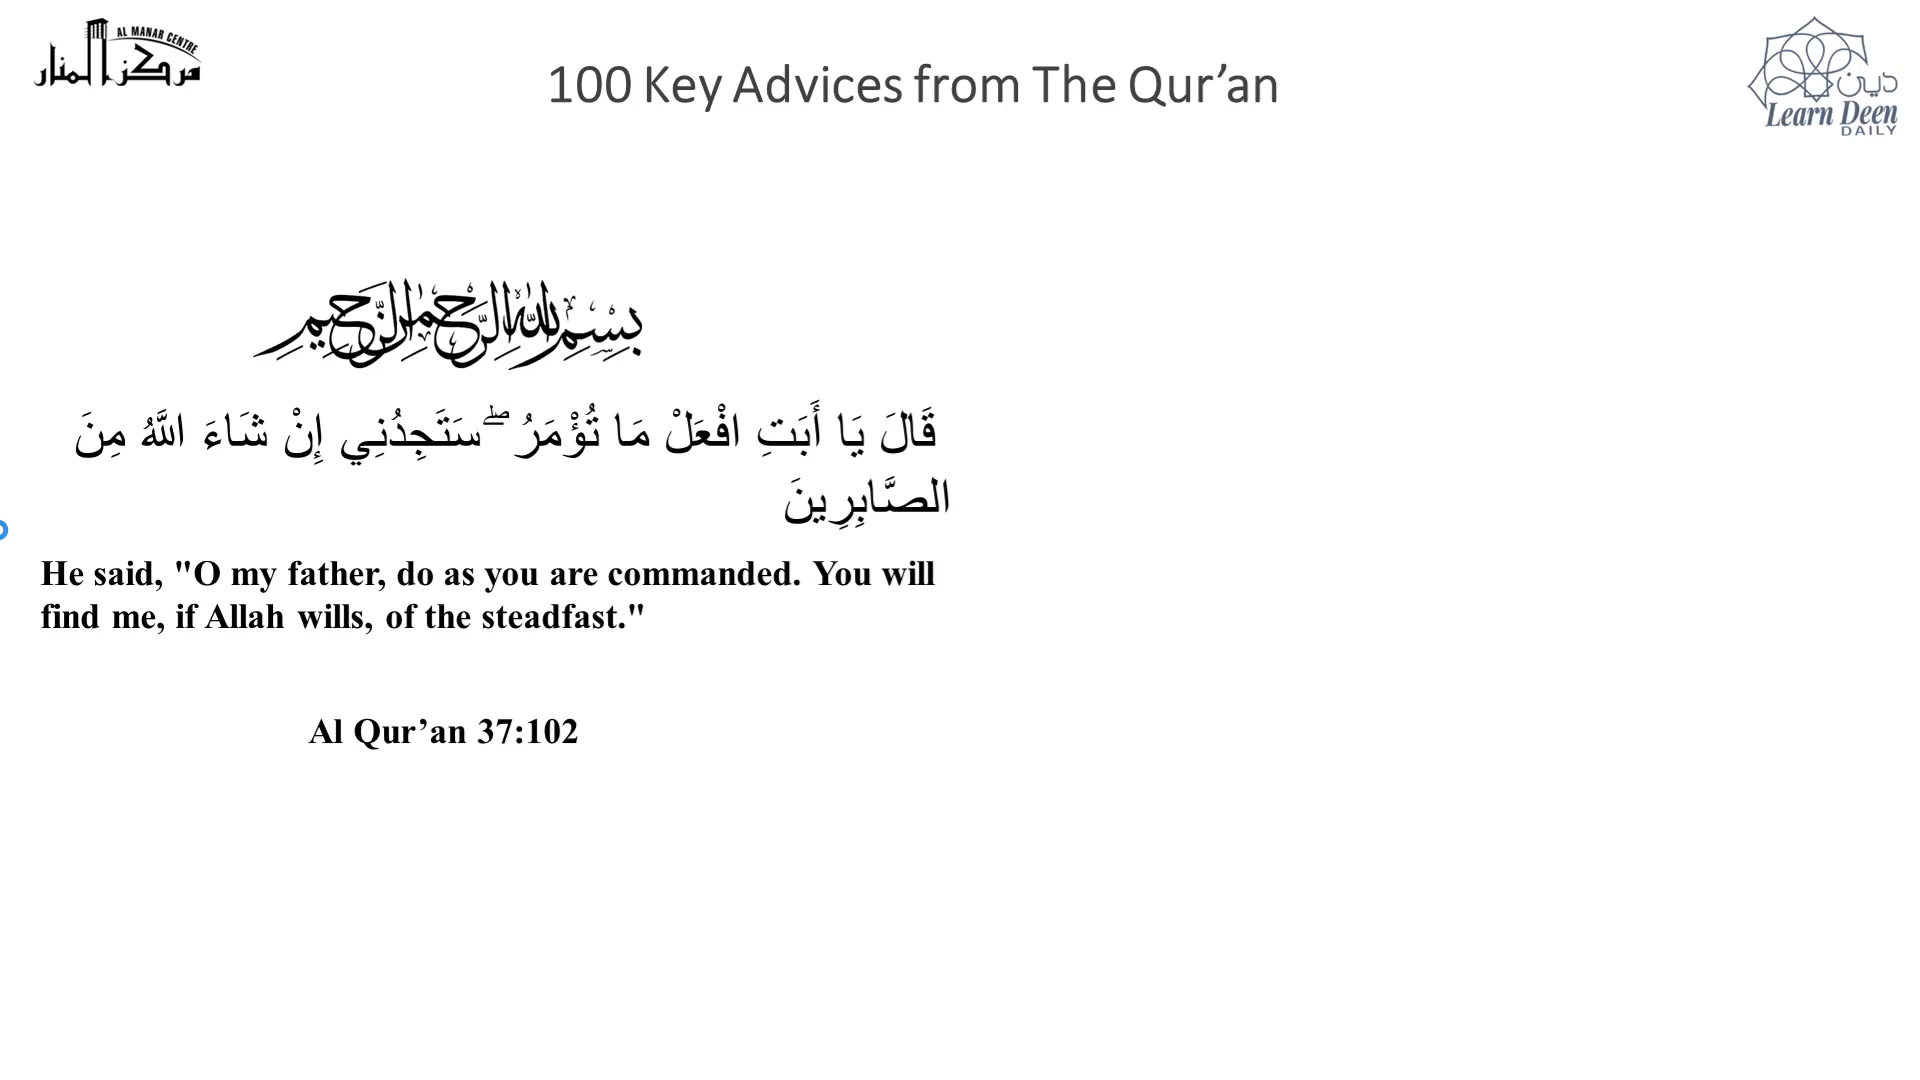 AL MANAR CENTRE
مركز المنار
100 Key Advices from The Qur’an
دين
Learn Deen
DAILY
بِسْمِ اللهِ الرَّحْمٰنِ الرَّحِيمِ
قَالَ يَا أَبَتِ افْعَلْ مَا تُؤْمَرُ ۖ سَتَجِدُنِي إِنْ شَاءَ اللَّهُ مِنَ
الصَّابِرِينَ
He said, "O my father, do as you are commanded. You will
find me, if Allah wills, of the steadfast."
Al Qur’an 37:102